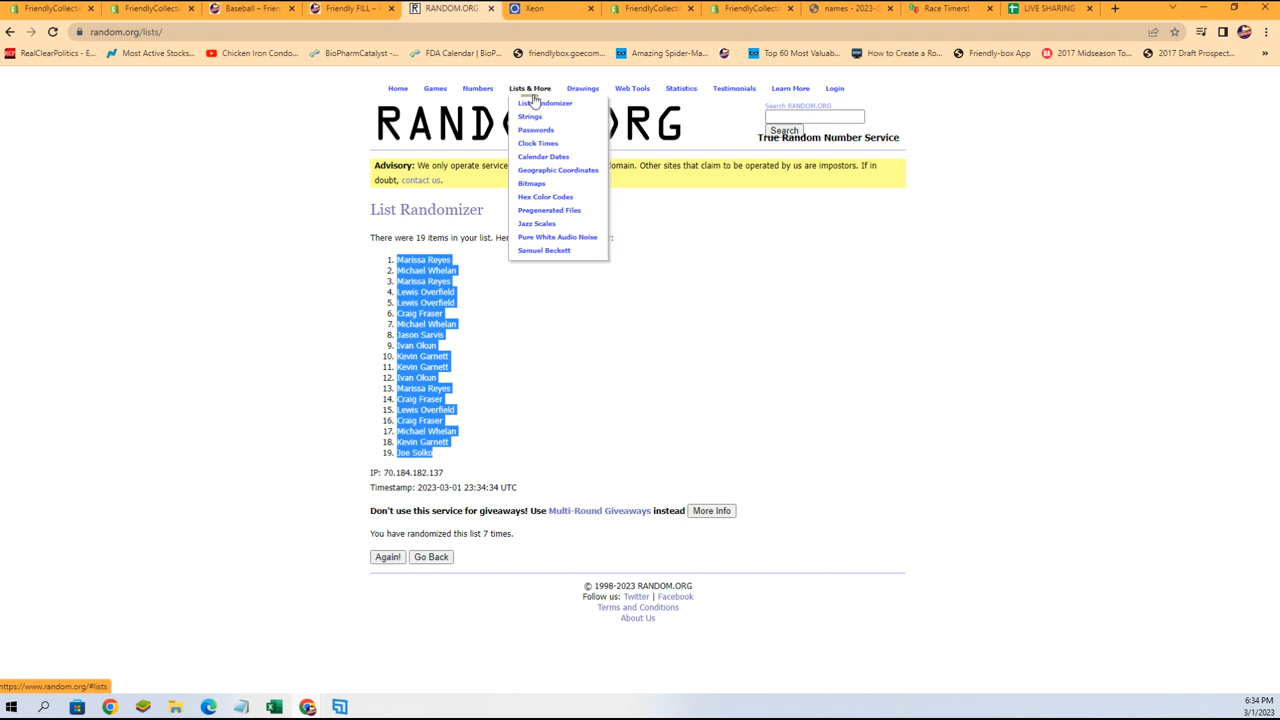 FriendlyCollecti
FriendlyCollecti
Baseball – Frien
Friendly FILL –
RANDOM.ORG
Xeon
FriendlyCollecti
FriendlyCollecti
names - 2023-0
Race Timers!
LIVE SHARING
random.org/lists/
RealClearPolitics -
Most Active Stocks...
Chicken Iron Condo...
BioPharmCatalyst -
FDA Calendar | BioP...
friendlybox.goecom...
Amazing Spider-Ma...
Top 60 Most Valuab...
How to Create a Ro...
Friendly-box App
2017 Midseason To...
2017 Draft Prospect...
Home Games Numbers Lists & More Drawings Web Tools Statistics Testimonials Learn More Login
Search RANDOM.ORG
Search
True Random Number Service
Strings
Passwords
Clock Times
Calendar Dates
Geographic Coordinates
Bitmaps
Hex Color Codes
Pregenerated Files
Jazz Scales
Pure White Audio Noise
Samuel Beckett
Advisory: We only operate service omain. Other sites that claim to be operated by us are impostors. If in
doubt, contact us.
List Randomizer
There were 19 items in your list. Her
1. Marissa Reyes
2. Michael Whelan
3. Marissa Reyes
4. Lewis Overfield
5. Lewis Overfield
6. Craig Fraser
7. Michael Whelan
8. Jason Sarvis
9. Ivan Okun
10. Kevin Garnett
11. Kevin Garnett
12. Ivan Okun
13. Marissa Reyes
14. Craig Fraser
15. Lewis Overfield
16. Craig Fraser
17. Michael Whelan
18. Kevin Garnett
19. Joe Solko
IP: 70.184.182.137
Timestamp: 2023-03-01 23:34:34 UTC
Don't use this service for giveaways! Use Multi-Round Giveaways instead More Info
You have randomized this list 7 times.
Again! Go Back
© 1998-2023 RANDOM.ORG
Follow us: Twitter | Facebook
Terms and Conditions
About Us
https://www.random.org/#lists
6:34 PM
3/1/2023